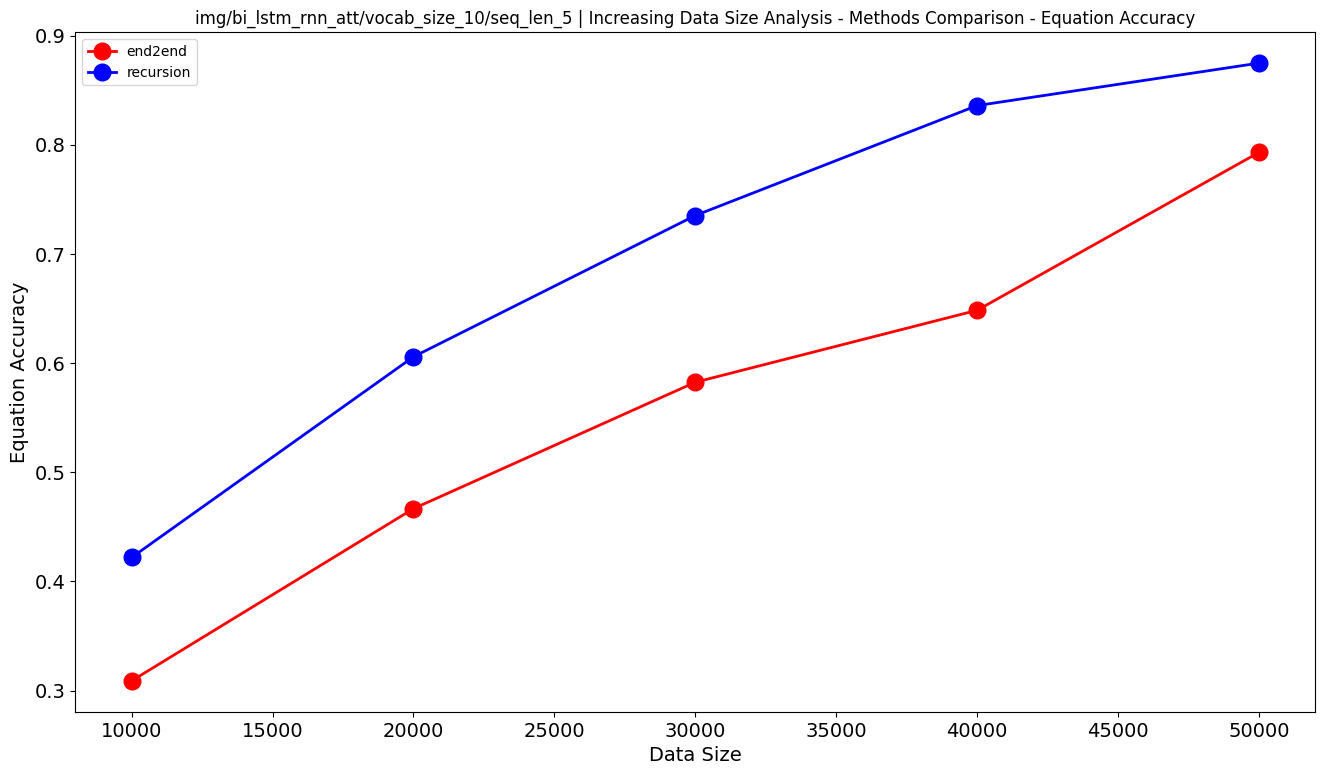 img/bi_lstm_rnn_att/vocab_size_10/seq_len_5 | Increasing Data Size Analysis - Methods Comparison - Equation Accuracy
end2end
recursion
Equation Accuracy
0.9
0.8
0.7
0.6
0.5
0.4
0.3
10000 15000 20000 25000 30000 35000 40000 45000 50000
Data Size